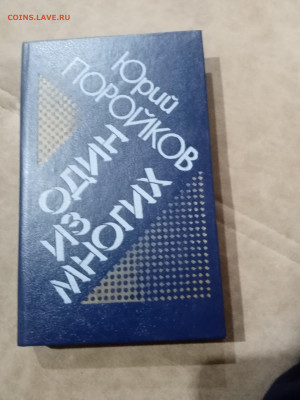 COINS.LAVE.RU
Юрий
ПОРОЙКОВ
ОДИН
ИЗ
МНОГИХ